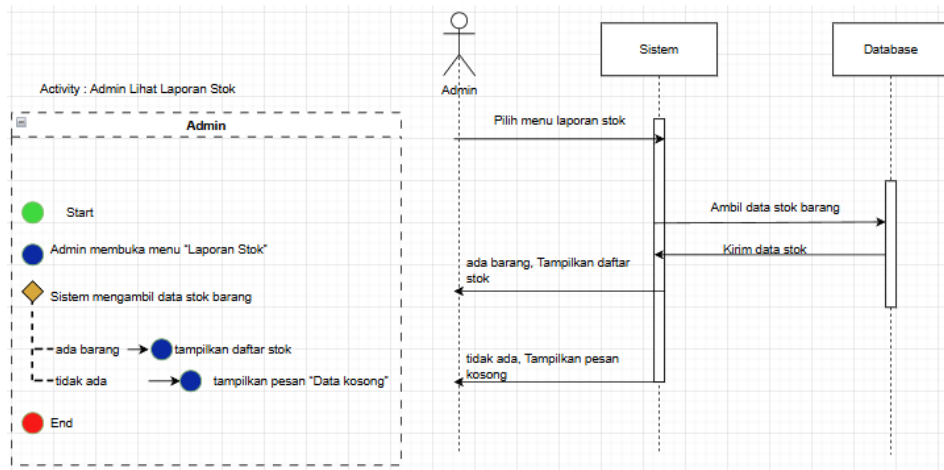 Activity : Admin Lihat Laporan Stok
Admin
Start
Admin membuka menu "Laporan Stok"
Sistem mengambil data stok barang
ada barang
tampilkan daftar stok
tidak ada
tampilkan pesan "Data kosong"
End
Admin
Sistem
Database
Pilih menu laporan stok
Ambil data stok barang
Kirim data stok
ada barang, Tampilkan daftar
stok
tidak ada, Tampilkan pesan
kosong